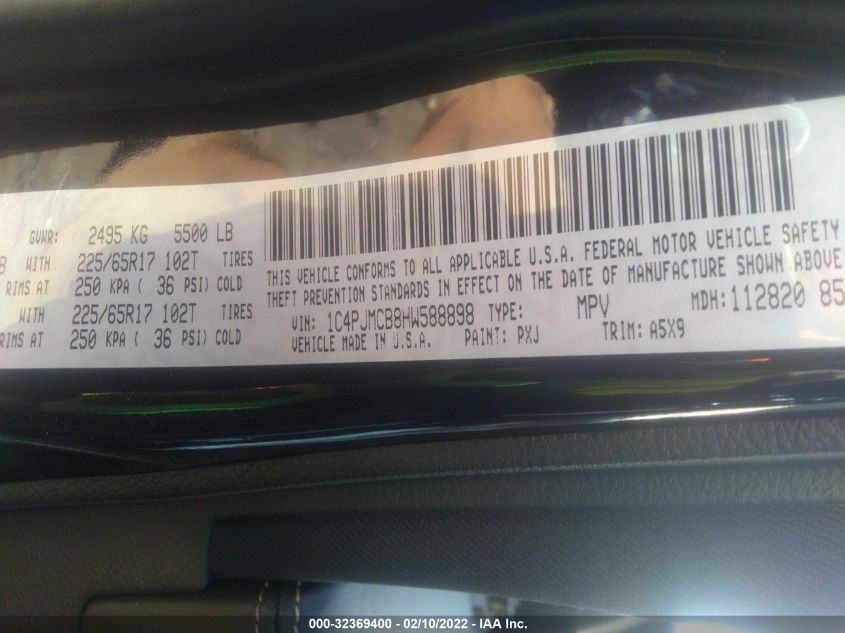 GVWR: 2495 KG 5500 LB
B WITH 225/65R17 102T TIRES
RIMS AT 250 KPA ( 36 PSI) COLD
WITH 225/65R17 102T TIRES
RIMS AT 250 KPA ( 36 PSI) COLD
THIS VEHICLE CONFORMS TO ALL APPLICABLE U.S.A. FEDERAL MOTOR VEHICLE SAFETY
THEFT PREVENTION STANDARDS IN EFFECT ON THE DATE OF MANUFACTURE SHOWN ABOVE
VIN: 1C4PJMCB8HW588898 TYPE: MPV MDH: 112820 85
VEHICLE MADE IN U.S.A. PAINT: PXJ TRIM: A5X9
000-32369400 - 02/10/2022 - IAA Inc.